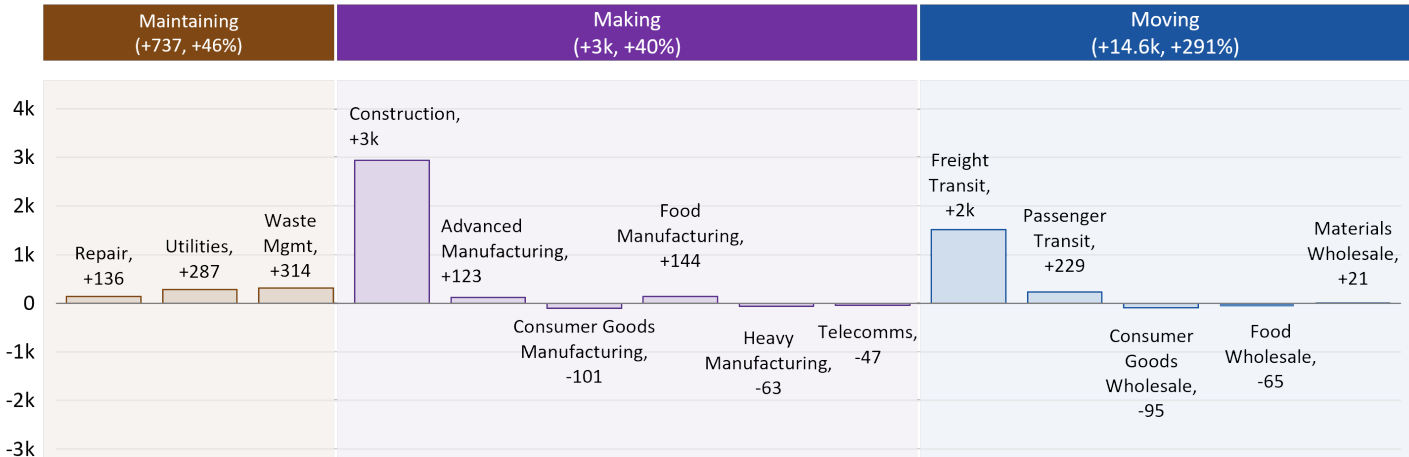 Maintaining
(+737, +46%)
Making
(+3k, +40%)
Moving
(+14.6k, +291%)
4k
3k
2k
1k
0
-1k
-2k
-3k
Repair,
+136
Utilities,
+287
Waste
Mgmt,
+314
Construction,
+3k
Advanced
Manufacturing,
+123
Consumer Goods
Manufacturing,
-101
Food
Manufacturing,
+144
Heavy
Manufacturing,
-63
Telecomms,
-47
Freight
Transit,
+2k
Passenger
Transit,
+229
Consumer
Goods
Wholesale,
-95
Food
Wholesale,
-65
Materials
Wholesale,
+21